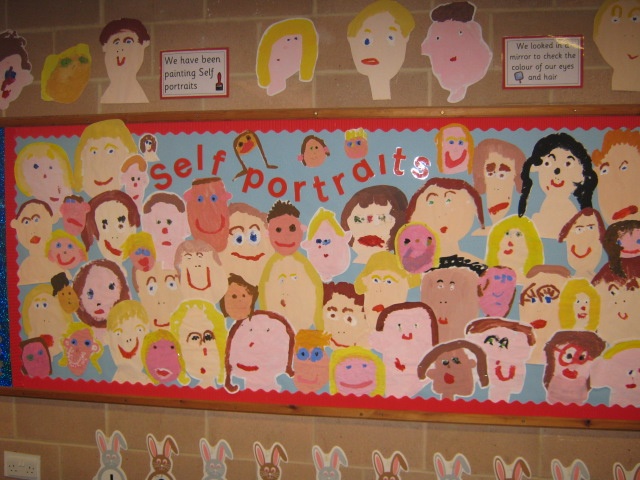 We have been
painting Self
portraits
We looked in a
mirror to check the
colour of our eyes
and hair
Self
portraits